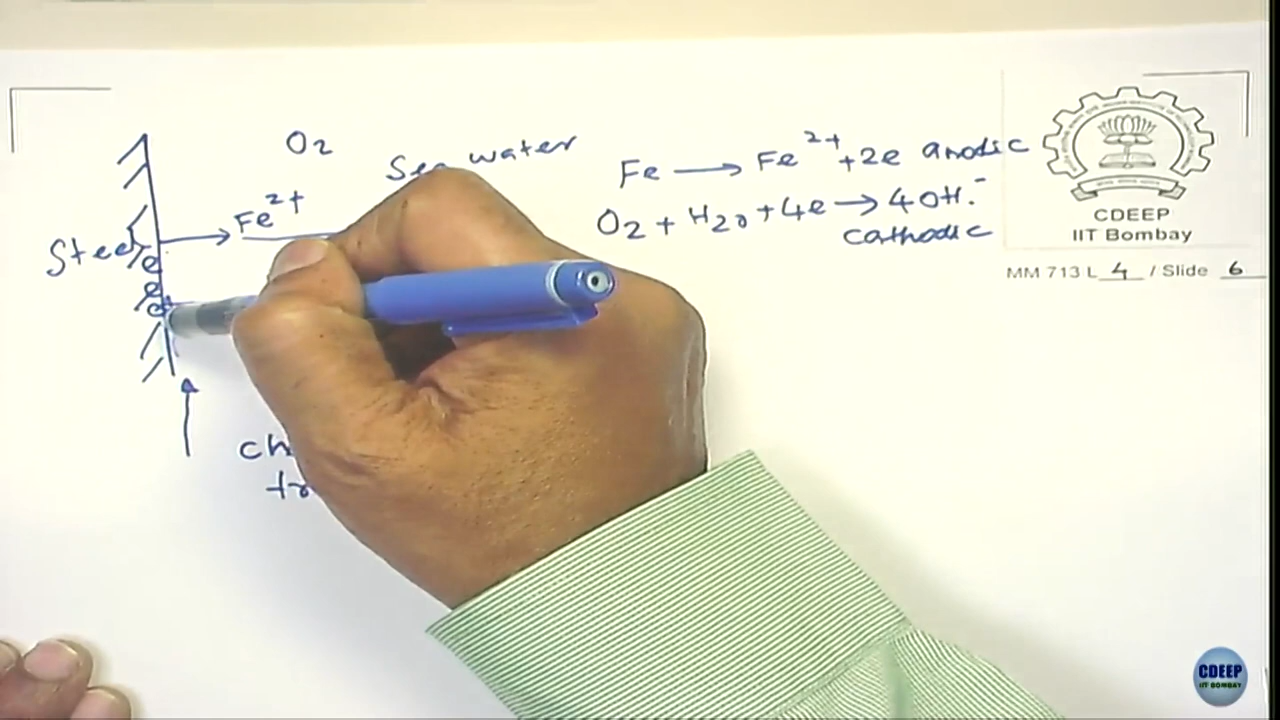 O2
Sea water
Fe → Fe2+ + 2e anodic
Fe2+
O2 + H2O + 4e → 4OH-.
cathodic
Steel
e
e
e
CDEEP
IIT Bombay
MM 713 L 4 / Slide 6
CDEEP
IIT BOMBAY